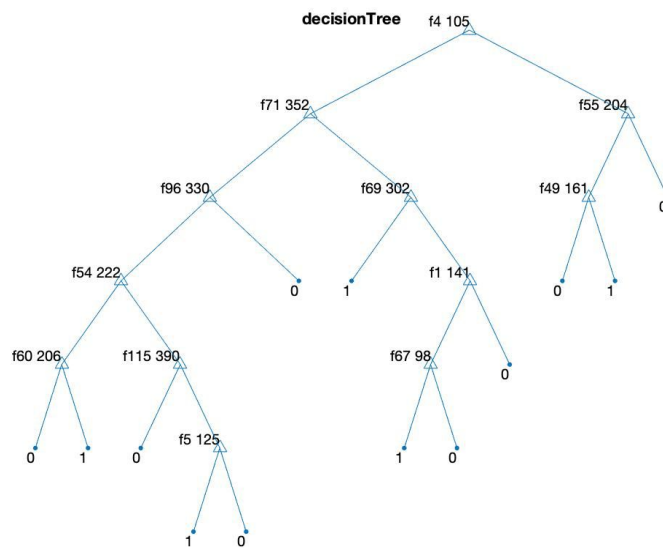 decisionTree
f4 105
f71 352
f55 204
f96 330
f69 302
f49 161
0
f54 222
0
1
f1 141
0
1
f60 206
f115 390
f67 98
0
0
1
0
f5 125
1
0
1
0